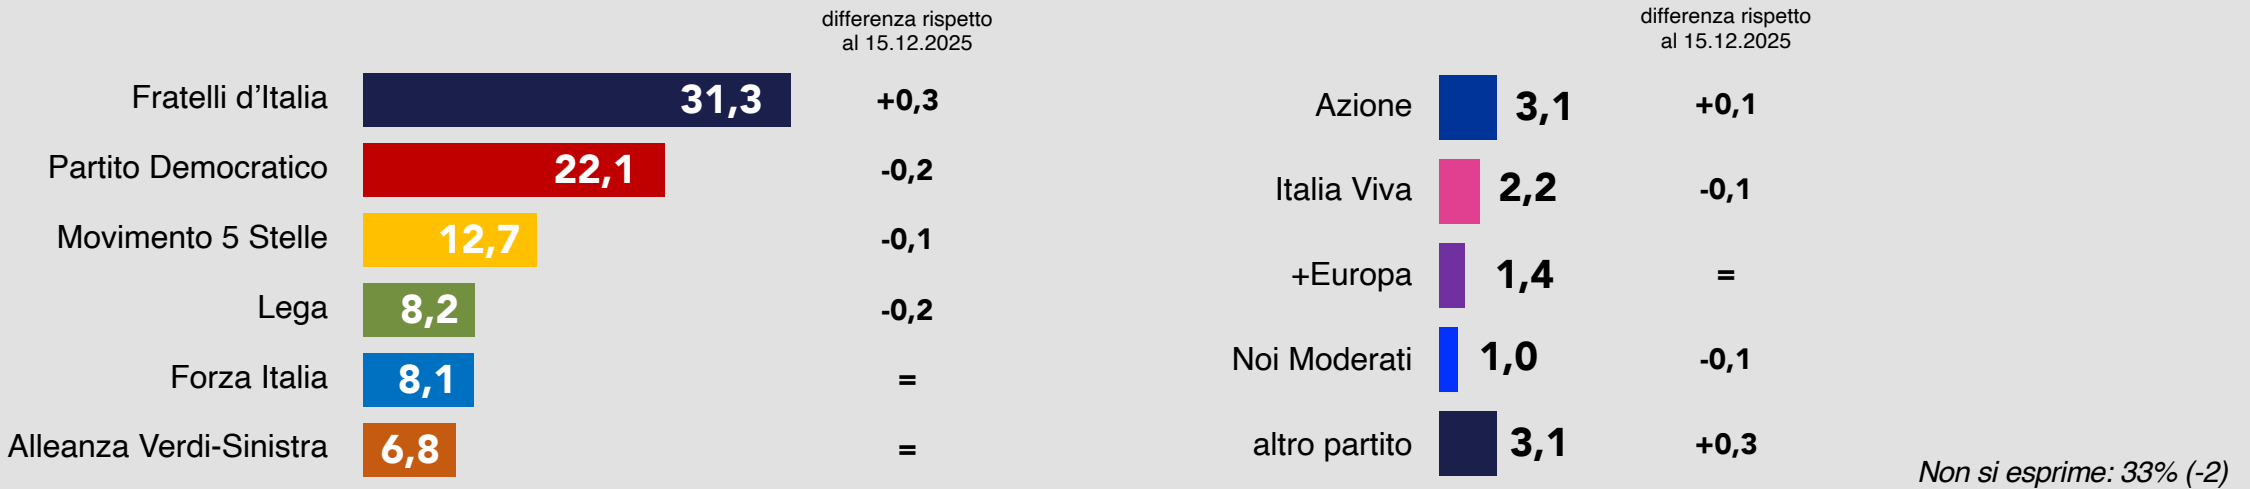 differenza rispetto
al 15.12.2025
Fratelli d’Italia 31,3 +0,3
Partito Democratico 22,1 -0,2
Movimento 5 Stelle 12,7 -0,1
Lega 8,2 -0,2
Forza Italia 8,1 =
Alleanza Verdi-Sinistra 6,8 =
differenza rispetto
al 15.12.2025
Azione 3,1 +0,1
Italia Viva 2,2 -0,1
+Europa 1,4 =
Noi Moderati 1,0 -0,1
altro partito 3,1 +0,3
Non si esprime: 33% (-2)